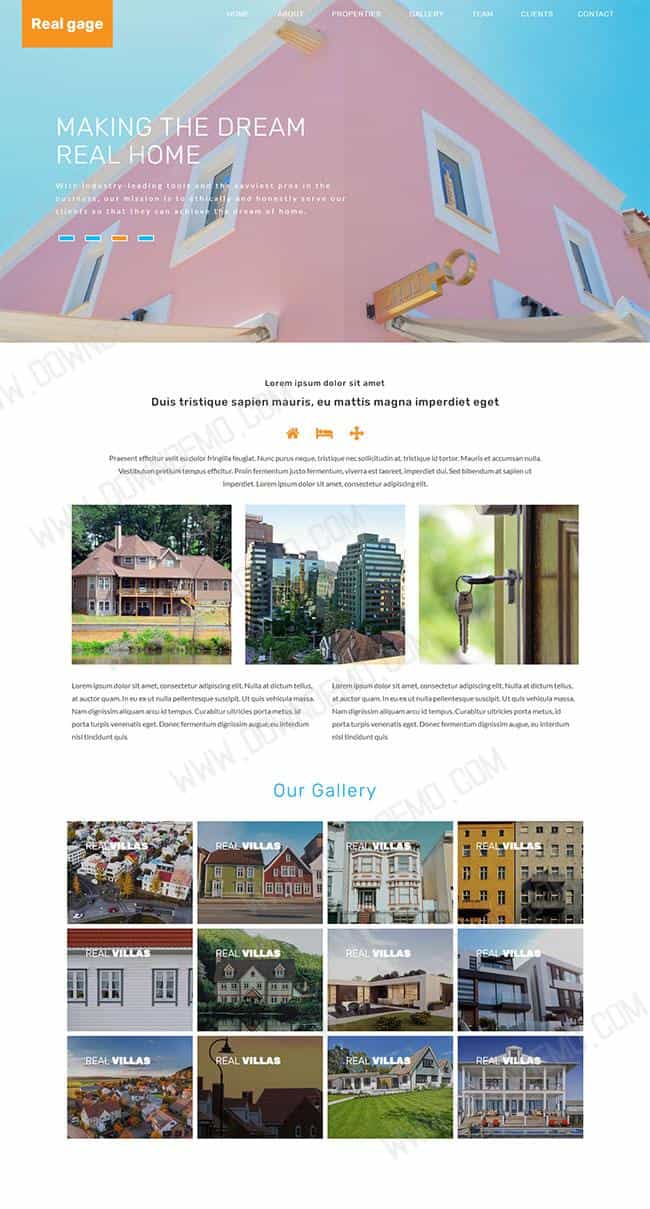 Real gage
HOME ABOUT PROPERTIES GALLERY TEAM CLIENTS CONTACT
MAKING THE DREAM
REAL HOME
With industry-leading tools and the savviest pros in the
business, our mission is to ethically and honestly serve our
clients so that they can achieve the dream of home.
Lorem ipsum dolor sit amet
Duis tristique sapien mauris, eu mattis magna imperdiet eget
Praesent efficitur velit eu dolor fringilla feugiat. Nunc purus neque, tristique nec sollicitudin at, tristique id tortor. Mauris et accumsan nulla.
Vestibulum pretium tempus efficitur. Proin fermentum justo fermentum, viverra est laoreet, imperdiet dui. Sed bibendum at sapien ut
imperdiet. Lorem ipsum dolor sit amet, consectetur adipiscing elit.
Lorem ipsum dolor sit amet, consectetur adipiscing elit. Nulla at dictum tellus,
at auctor quam. In eu ex ut nulla pellentesque suscipit. Ut quis viverra massa.
Nam dignissim aliquam arcu id tempus. Curabitur ultricies porta metus, id
porta turpis venenatis eget. Donec fermentum dignissim augue, eu interdum
nisl tincidunt quis
Lorem ipsum dolor sit amet, consectetur adipiscing elit. Nulla at dictum tellus,
at auctor quam. In eu ex ut nulla pellentesque suscipit. Ut quis viverra massa.
Nam dignissim aliquam arcu id tempus. Curabitur ultricies porta metus, id
porta turpis venenatis eget. Donec fermentum dignissim augue, eu interdum
nisl tincidunt quis
Our Gallery
REAL VILLAS REAL VILLAS REAL VILLAS REAL VILLAS
REAL VILLAS REAL VILLAS REAL VILLAS REAL VILLAS
REAL VILLAS REAL VILLAS REAL VILLAS REAL VILLAS
WWW.DOWNDEMO.COM
WWW.DOWNDEMO.COM
WWW.DOWNDEMO.COM